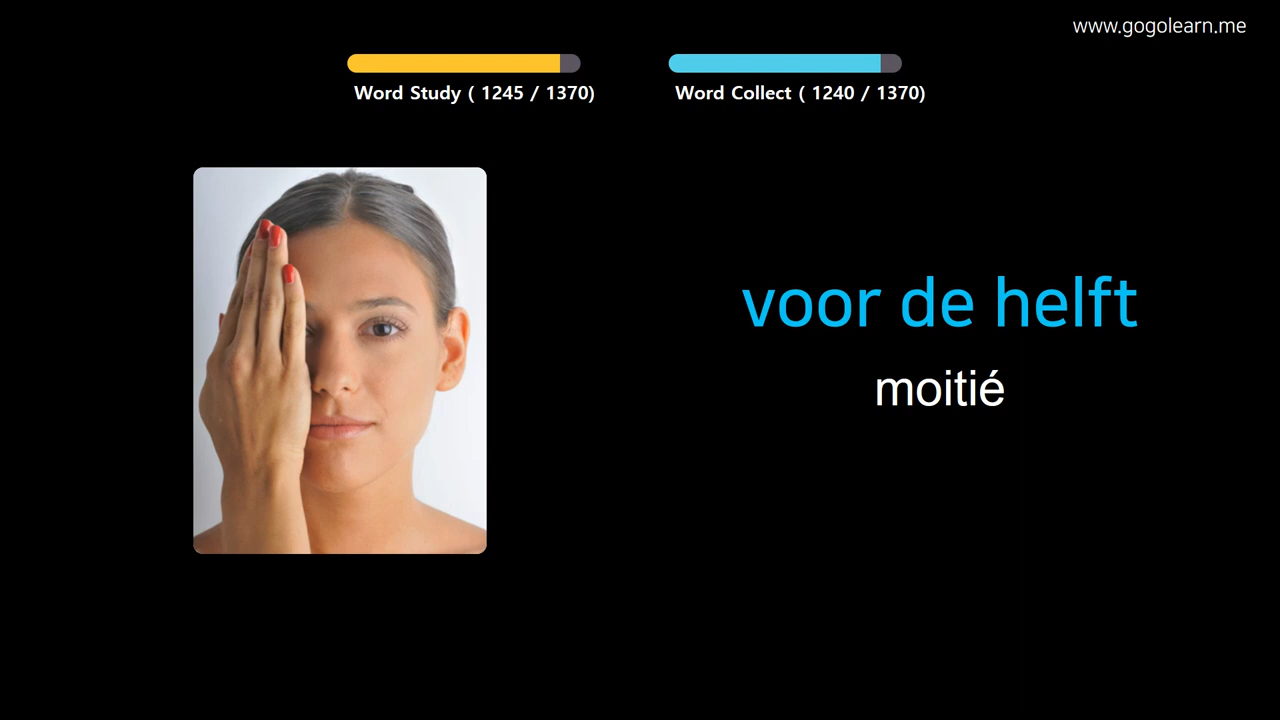 www.gogolearn.me
Word Study ( 1245 / 1370)
Word Collect ( 1240 / 1370)
voor de helft
moitié